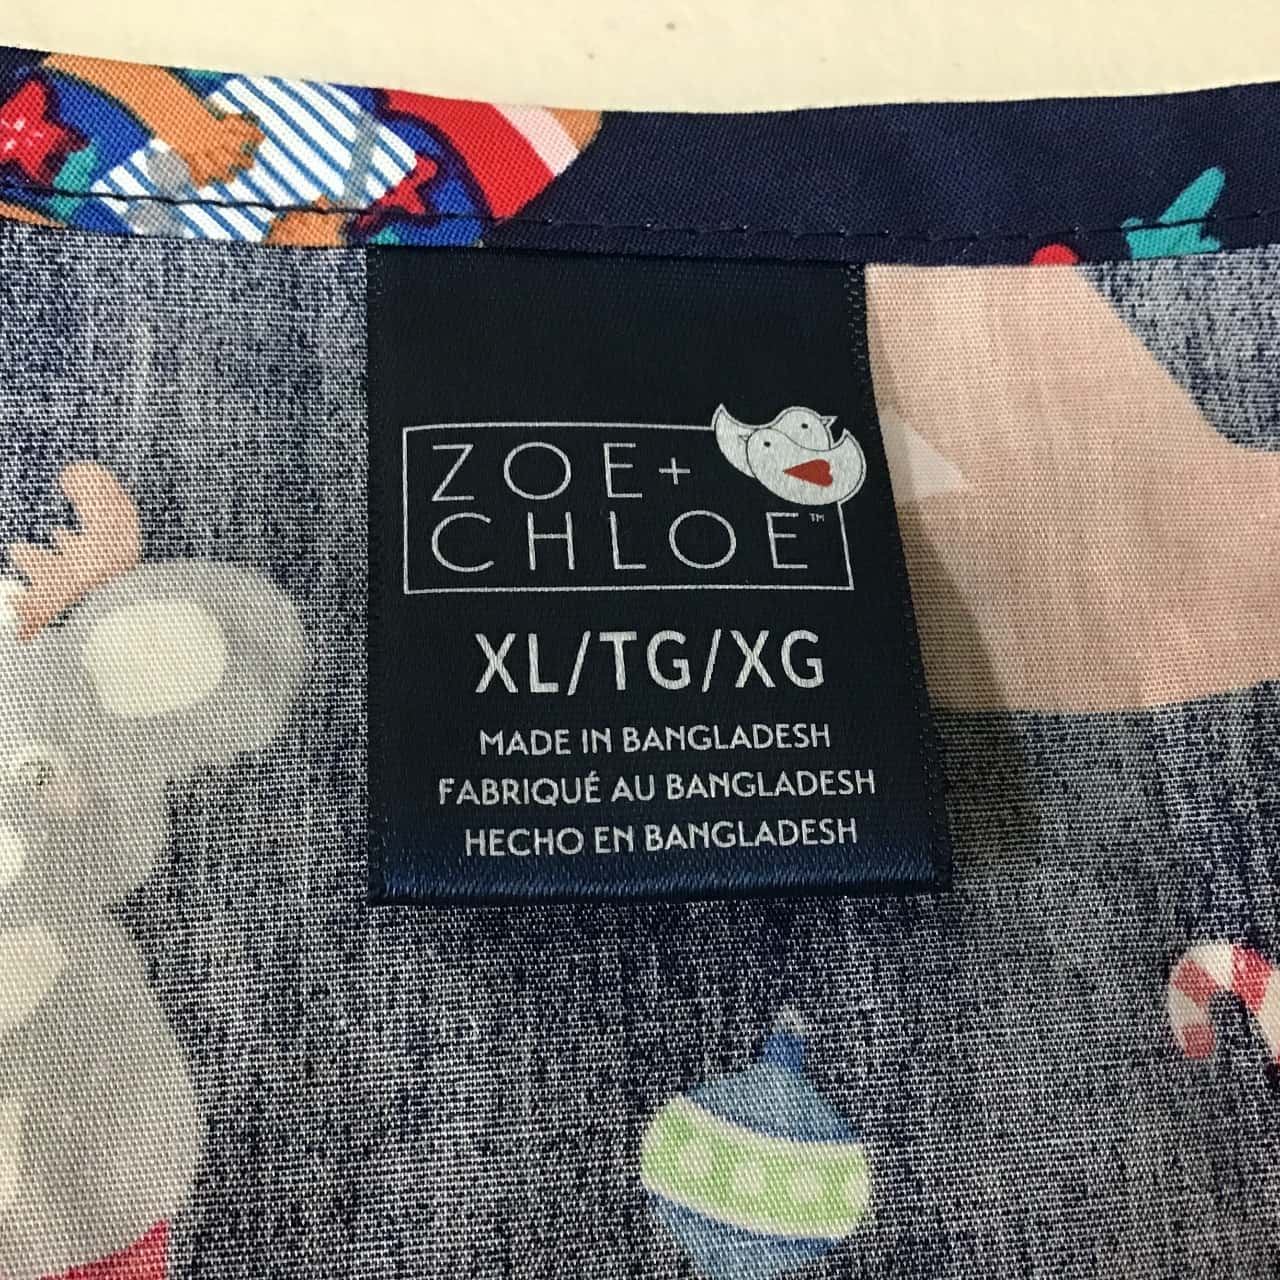 ZOE+
CHLOE™
XL/TG/XG
MADE IN BANGLADESH
FABRIQUÉ AU BANGLADESH
HECHO EN BANGLADESH